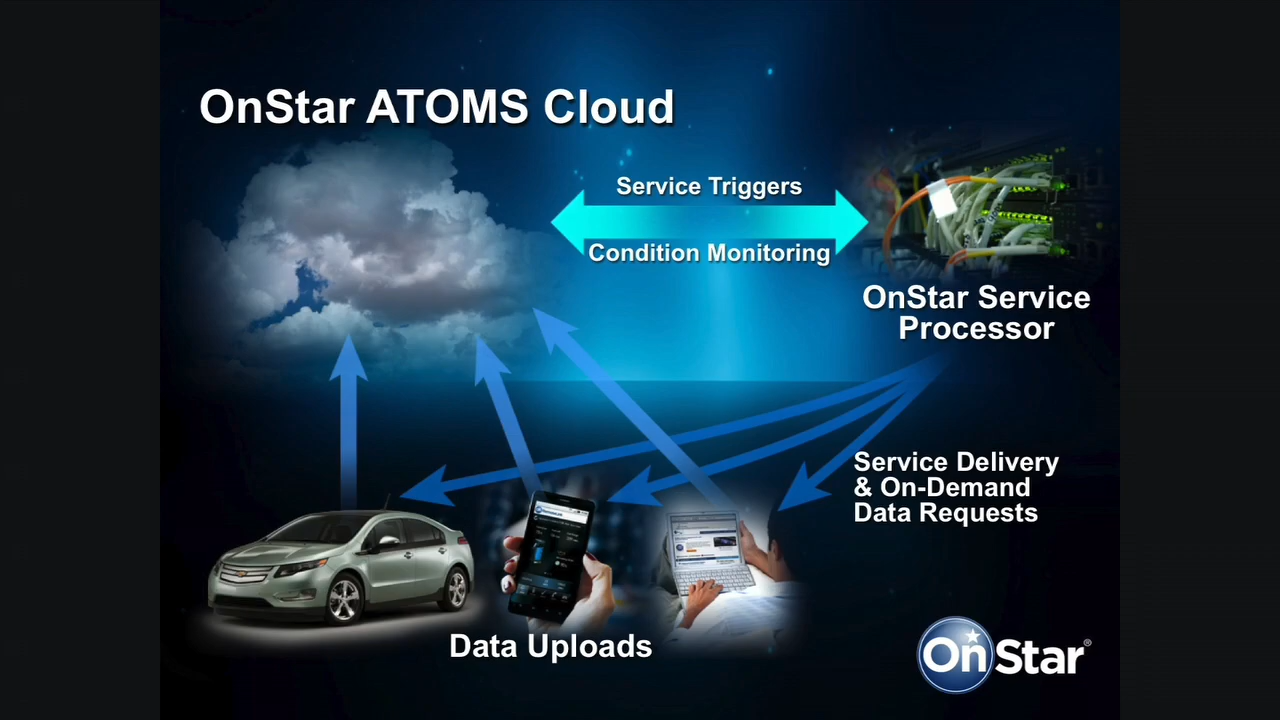 OnStar ATOMS Cloud
Service Triggers
Condition Monitoring
OnStar Service
Processor
Service Delivery
& On-Demand
Data Requests
Data Uploads
OnStar®